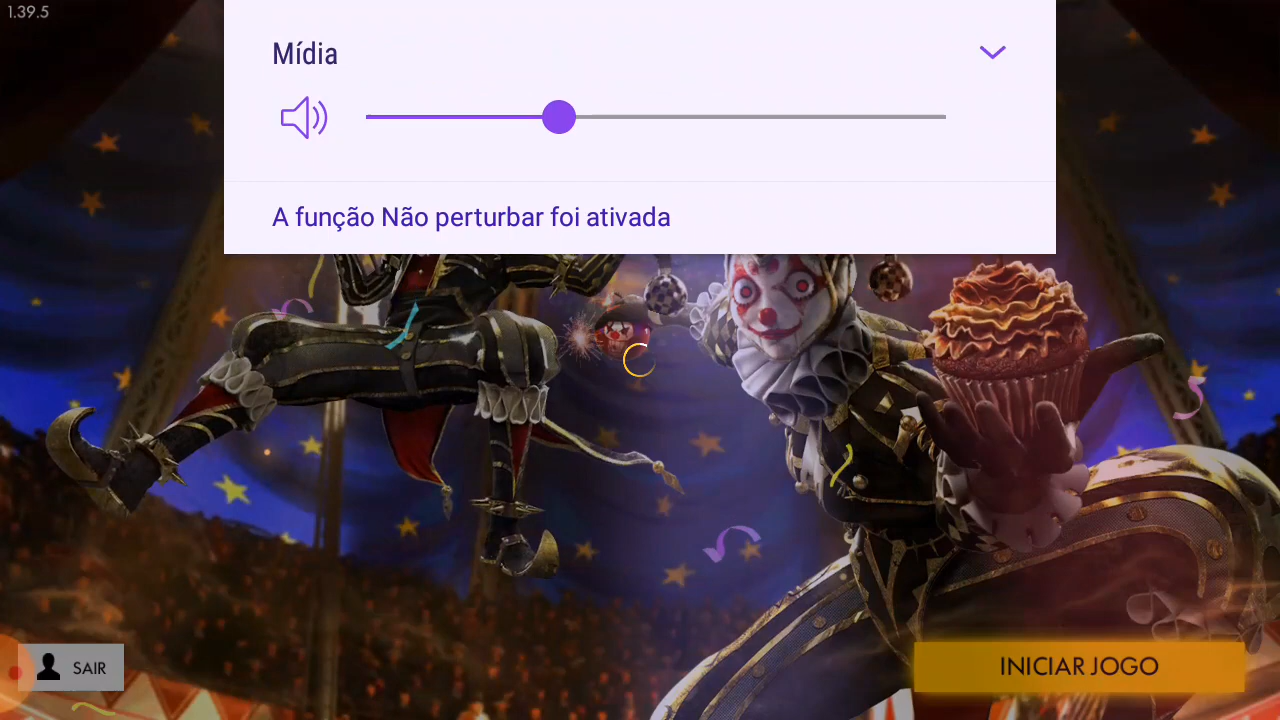 1.39.5
Mídia
A função Não perturbar foi ativada
SAIR
INICIAR JOGO